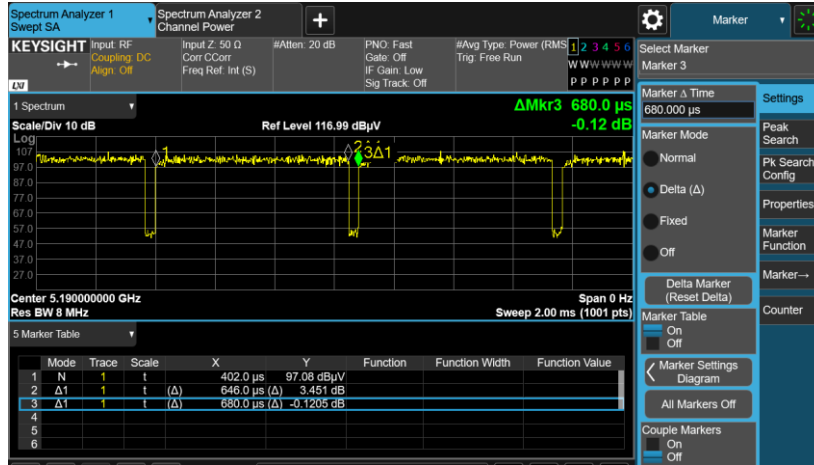 Spectrum Analyzer 1
Swept SA
Spectrum Analyzer 2
Channel Power
+
Marker
KEYSIGHT
Input: RF
Coupling: DC
Align: Off
Input Z: 50 Ω
Corr CCorr
Freq Ref: Int (S)
#Atten: 20 dB
PNO: Fast
Gate: Off
IF Gain: Low
Sig Track: Off
#Avg Type: Power (RMS
Trig: Free Run
1 2 3 4 5 6
W W W W W W
P P P P P P
LXI
Select Marker
Marker 3
1 Spectrum
Scale/Div 10 dB
Ref Level 116.99 dBµV
ΔMkr3 680.0 µs
-0.12 dB
Log
107
97.0
87.0
77.0
67.0
57.0
47.0
37.0
27.0
1
2
3Δ1
Center 5.190000000 GHz
Res BW 8 MHz
Span 0 Hz
Sweep 2.00 ms (1001 pts)
5 Marker Table
Mode Trace Scale X Y Function Function Width Function Value
1 N 1 t 402.0 µs 97.08 dBµV
2 Δ1 1 t (Δ) 646.0 µs (Δ) 3.451 dB
3 Δ1 1 t (Δ) 680.0 µs (Δ) -0.1205 dB
4
5
6
Marker Δ Time
680.000 µs
Marker Mode
Normal
Delta (Δ)
Fixed
Off
Delta Marker
(Reset Delta)
Marker Table
On
Off
Marker Settings
Diagram
All Markers Off
Couple Markers
On
Off
Settings
Peak
Search
Pk Search
Config
Properties
Marker
Function
Marker→
Counter